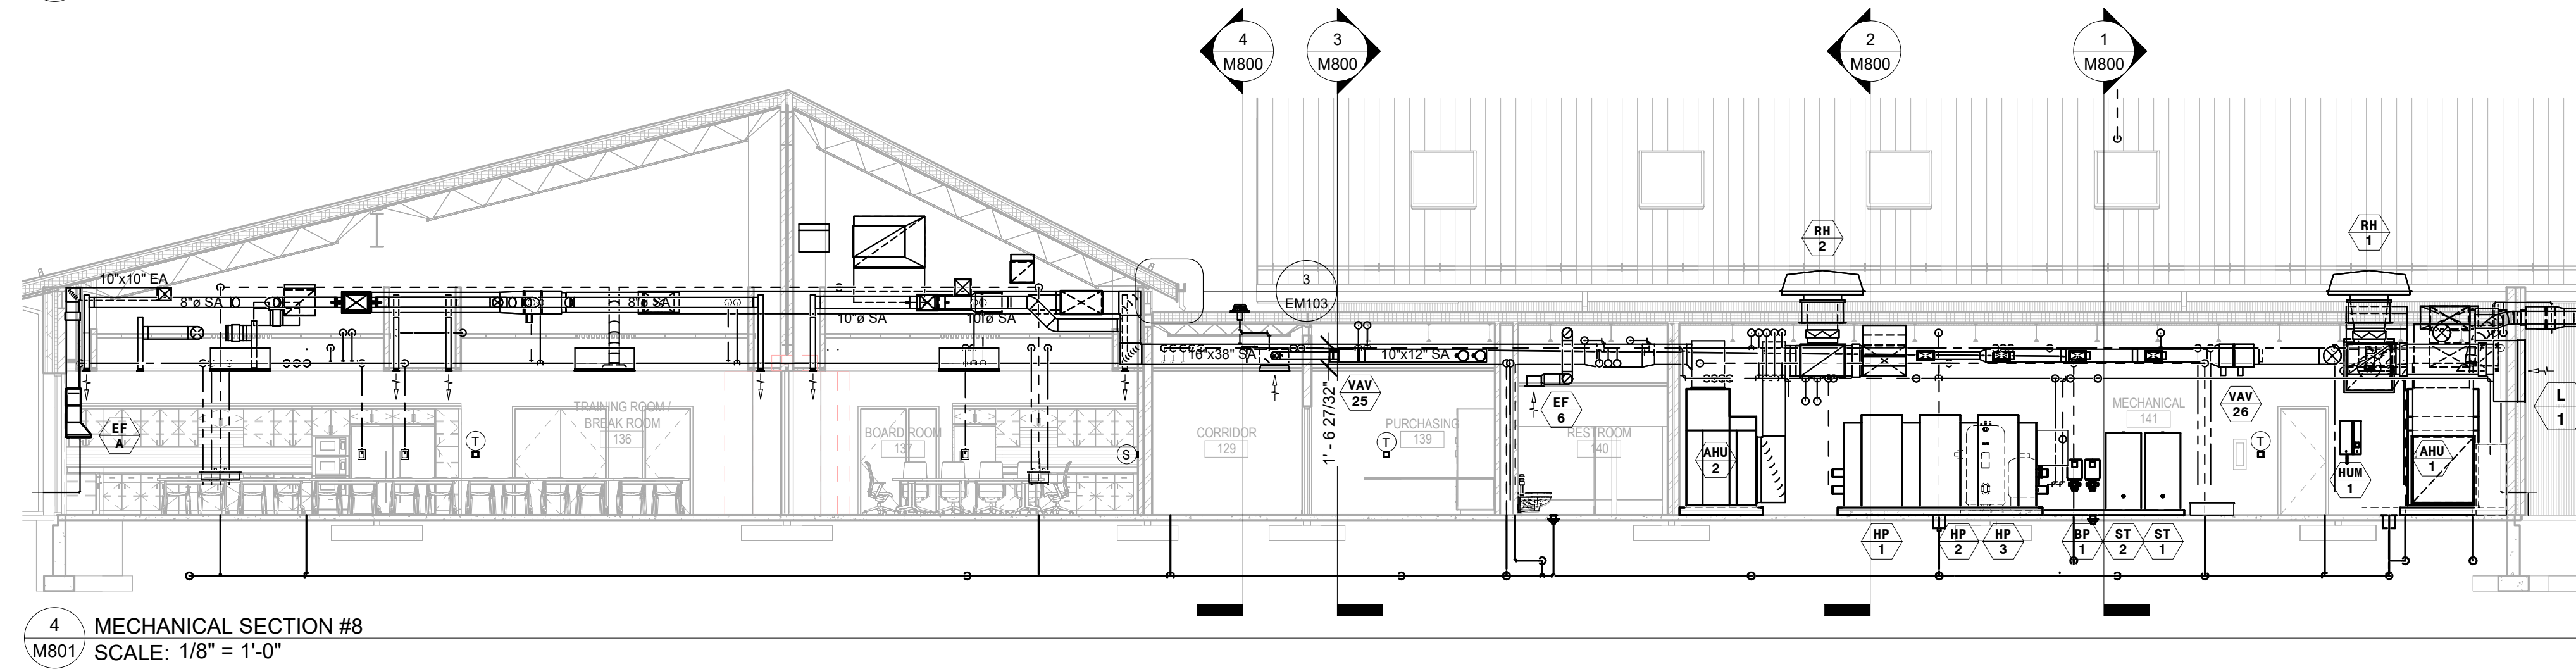 4
M800
3
M800
2
M800
1
M800
RH
2
RH
1
10"x10" EA
8"ø SA
8"ø SA
10"ø SA
10"ø SA
3
EM103
16"x38" SA
10"x12" SA
1' - 6 27/32"
VAV
25
EF
6
VAV
26
L
1
EF
A
T
TRAINING ROOM /
BREAK ROOM
136
BOARD ROOM
137
S
CORRIDOR
129
T
PURCHASING
139
RESTROOM
140
AHU
2
MECHANICAL
141
T
HUM
1
AHU
1
HP
1
HP
2
HP
3
BP
1
ST
2
ST
1
4
M801
MECHANICAL SECTION #8
SCALE: 1/8" = 1'-0"